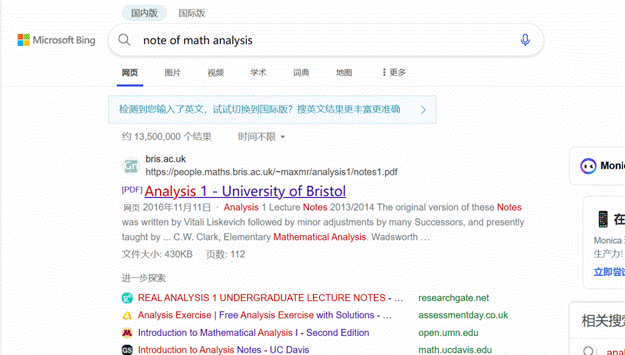 国内版 国际版
Microsoft Bing
note of math analysis
网页 图片 视频 学术 词典 地图 更多
检测到您输入了英文，试试切换到国际版？搜英文结果更丰富更准确
约 13,500,000 个结果 时间不限
bris.ac.uk
https://people.maths.bris.ac.uk/~maxmr/analysis1/notes1.pdf
[PDF] Analysis 1 - University of Bristol
网页 2016年11月11日 · Analysis 1 Lecture Notes 2013/2014 The original version of these Notes
was written by Vitali Liskevich followed by minor adjustments by many Successors, and presently
taught by ... C.W. Clark, Elementary Mathematical Analysis. Wadsworth …
文件大小: 430KB 页数: 112
进一步探索
REAL ANALYSIS 1 UNDERGRADUATE LECTURE NOTES - … researchgate.net
Analysis Exercise | Free Analysis Exercise with Solutions - … assessmentday.co.uk
Introduction to Mathematical Analysis I - Second Edition open.umn.edu
Introduction to Analysis Notes - UC Davis math.ucdavis.edu
Monic
在
Monica
生产力!
立即尝
相关搜
anal